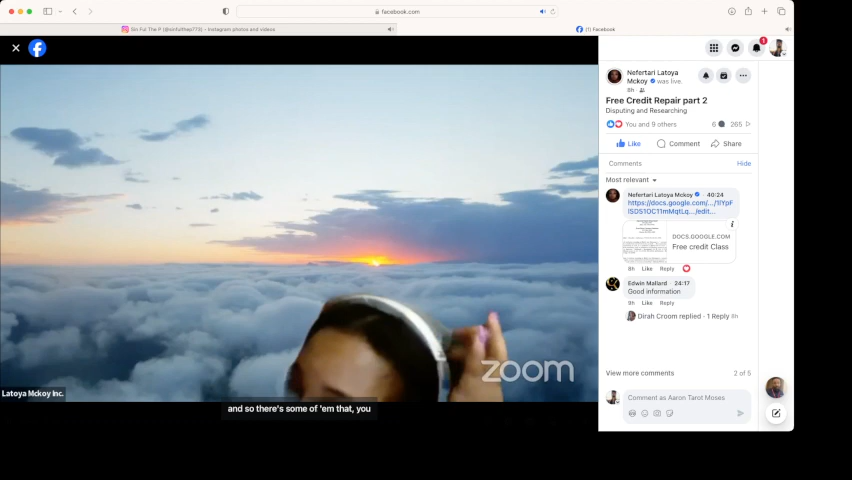 facebook.com
Sin Ful The P (@sinfulthep773) • Instagram photos and videos
(1) Facebook
Nefertari Latoya
Mckoy was live.
8h
Free Credit Repair part 2
Disputing and Researching
You and 9 others
6
265
Like
Comment
Share
Comments
Hide
Most relevant
Nefertari Latoya Mckoy • 40:24
https://docs.google.com/.../
DOCS.GOOGLE.COM
Free credit Class
8h Like Reply
Edwin Mallard • 24:17
Good information
9h Like Reply
Dirah Croom replied • 1 Reply 8h
View more comments
2 of 5
Comment as Aaron Tarot Moses
zoom
Latoya Mckoy Inc.
and so there's some of 'em that, you